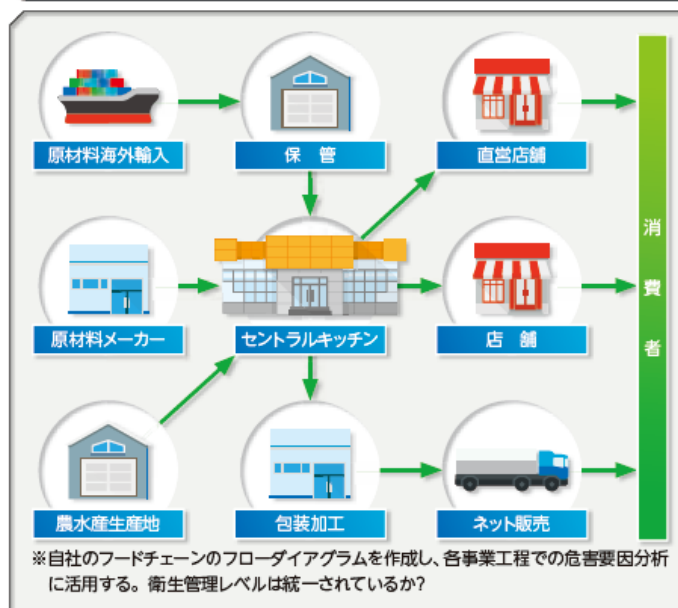 原材料海外輸入
保管
直営店舗
消費者
原材料メーカー
セントラルキッチン
店舗
農水産生産地
包装加工
ネット販売
※自社のフードチェーンのフローダイアグラムを作成し、各事業工程での危害要因分析
に活用する。衛生管理レベルは統一されているか?